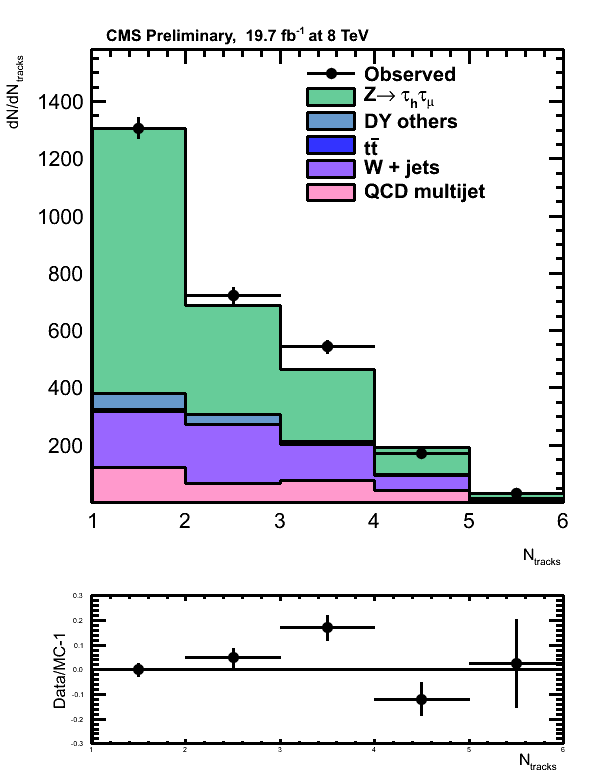 CMS Preliminary, 19.7 fb⁻¹ at 8 TeV
dN/dN_tracks
1400
1200
1000
800
600
400
200
Observed
Z→ τ_hτ_μ
DY others
tt̄
W + jets
QCD multijet
1 2 3 4 5 6
N_tracks
Data/MC-1
0.3
0.2
0.1
0.0
-0.1
-0.2
-0.3
1 2 3 4 5 6
N_tracks